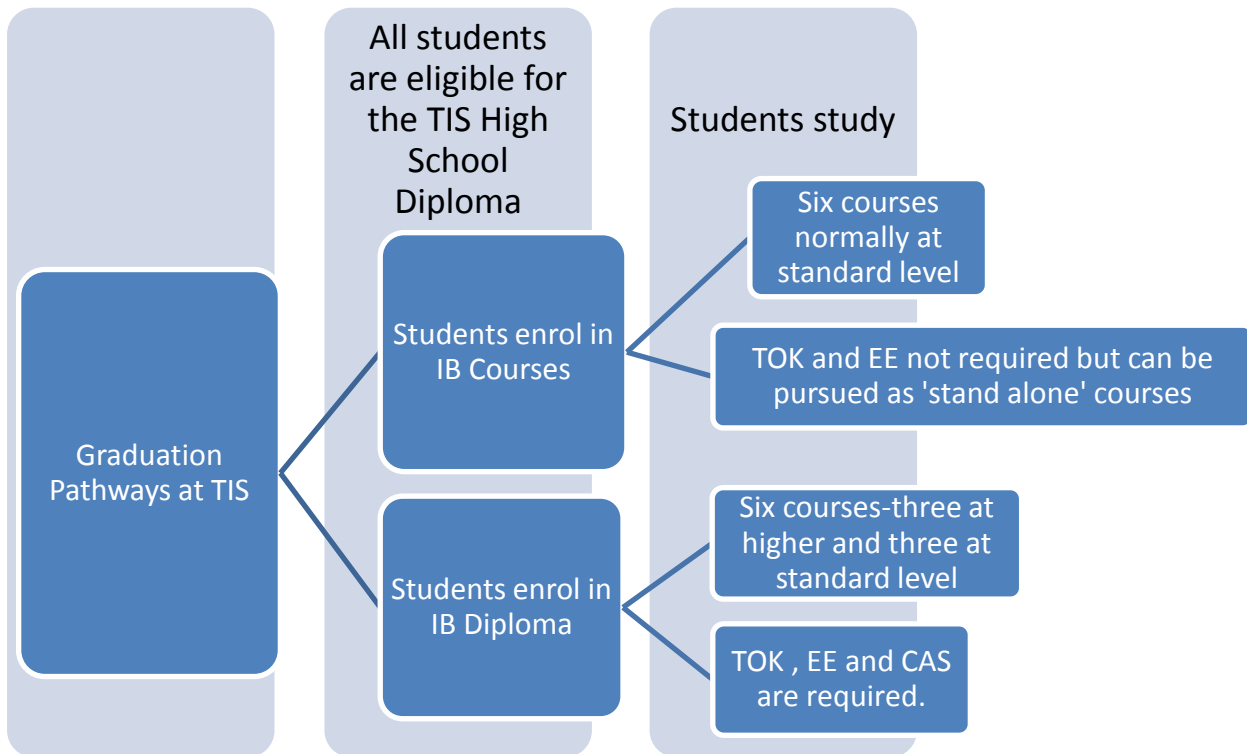 All students
are eligible for
the TIS High
School
Diploma
Students study
Graduation
Pathways at TIS
Students enrol in
IB Courses
Six courses
normally at
standard level
TOK and EE not required but can be
pursued as 'stand alone' courses
Students enrol in
IB Diploma
Six courses-three at
higher and three at
standard level
TOK , EE and CAS
are required.